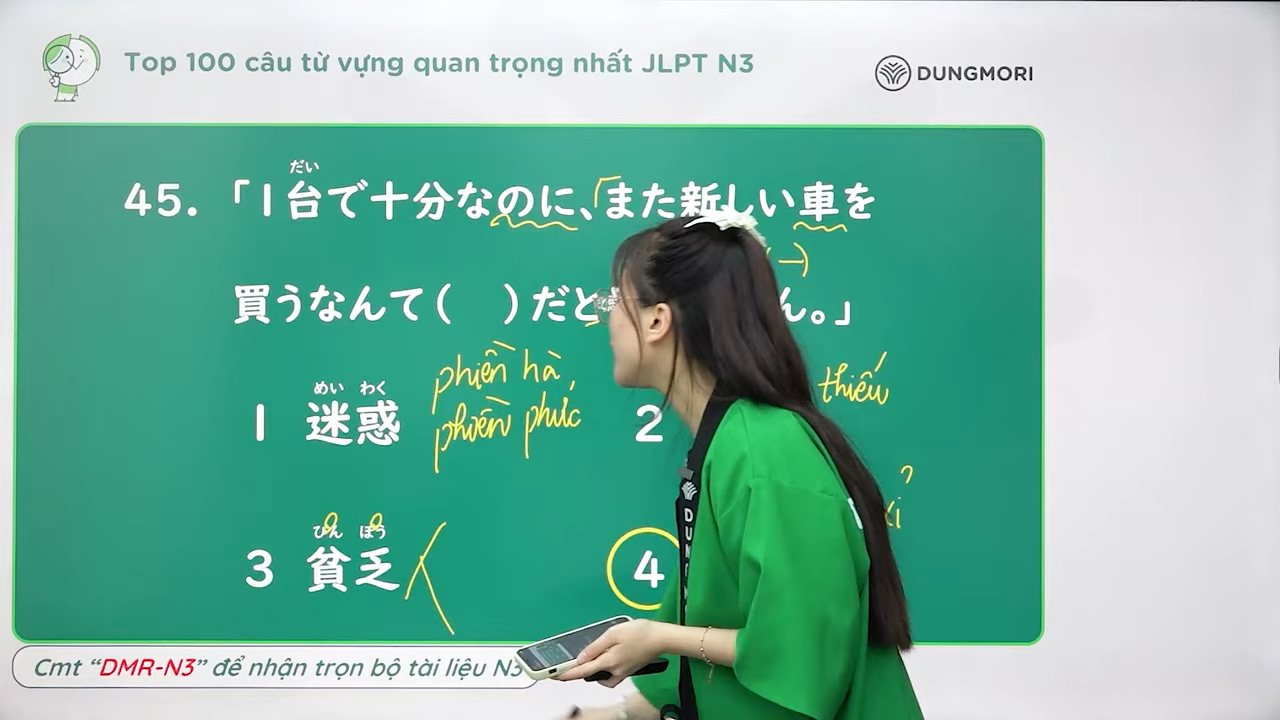 Top 100 câu từ vựng quan trọng nhất JLPT N3
DUNGMORI
だい
45. 「1台で十分なのに、また新しい車を
買うなんて( )だと ん。」
phiền hà
phiền phức
thiếu
めい わく
1 迷惑
2
びん ぼう
3 貧乏
4
Cmt “DMR-N3” để nhận trọn bộ tài liệu N3